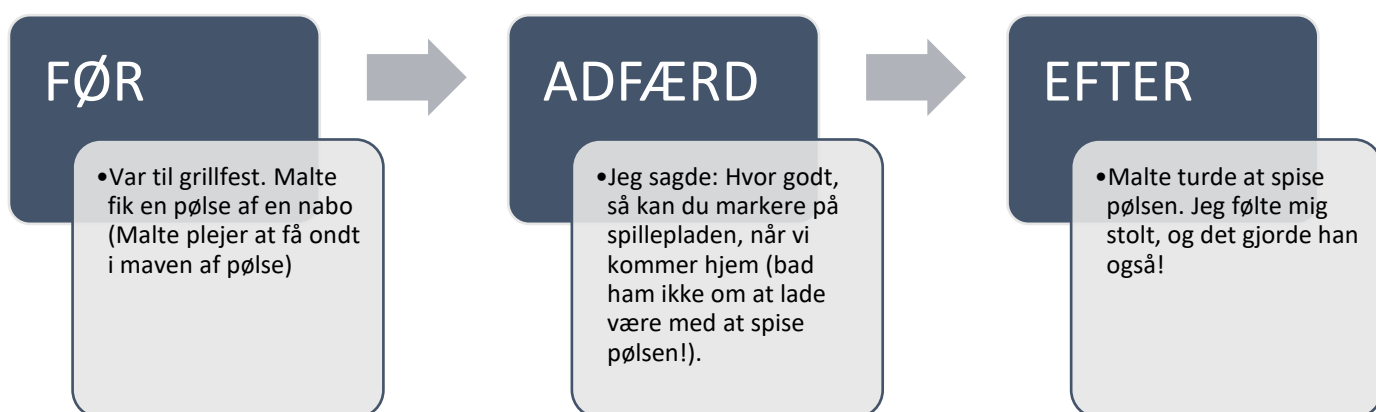 FØR
•Var til grillfest. Malte
fik en pølse af en nabo
(Malte plejer at få ondt
i maven af pølse)
ADFÆRD
•Jeg sagde: Hvor godt,
så kan du markere på
spillepladen, når vi
kommer hjem (bad
ham ikke om at lade
være med at spise
pølsen!).
EFTER
•Malte turde at spise
pølsen. Jeg følte mig
stolt, og det gjorde han
også!